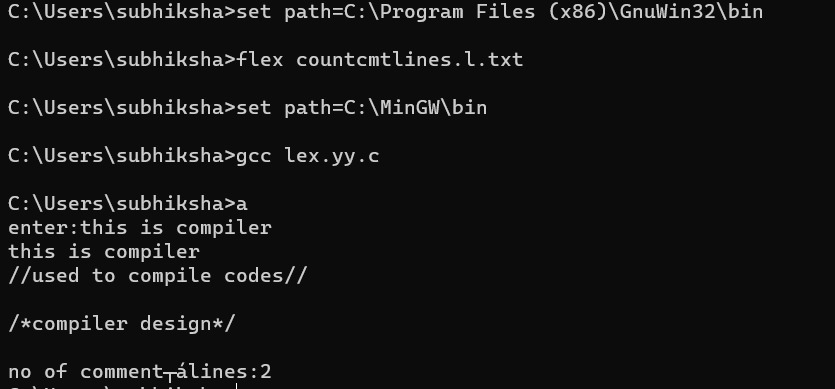 C:\Users\subhiksha>set path=C:\Program Files (x86)\GnuWin32\bin
C:\Users\subhiksha>flex countcmtlines.l.txt
C:\Users\subhiksha>set path=C:\MinGW\bin
C:\Users\subhiksha>gcc lex.yy.c
C:\Users\subhiksha>a
enter:this is compiler
this is compiler
//used to compile codes//
/*compiler design*/
no of comment┬álines:2